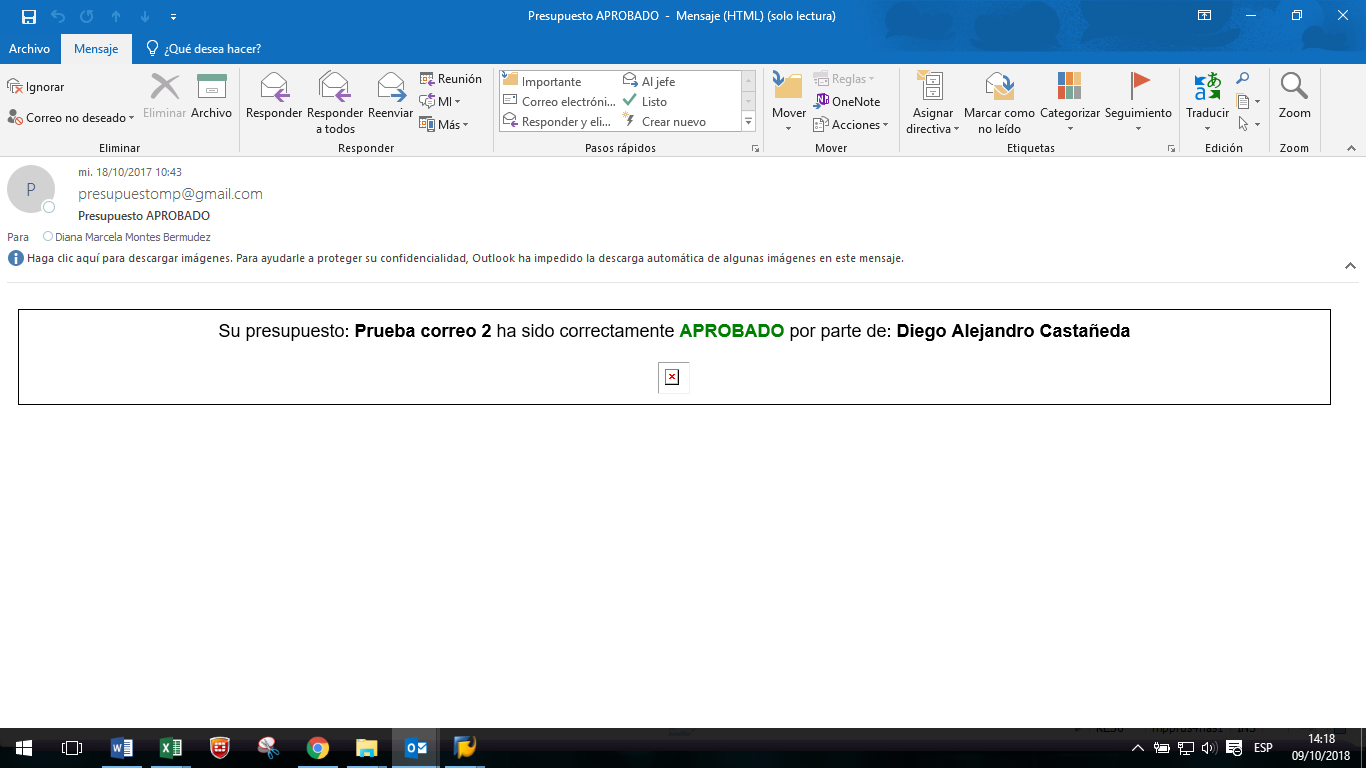 Presupuesto APROBADO - Mensaje (HTML) (solo lectura)
Archivo Mensaje ¿Qué desea hacer?
Ignorar
Correo no deseado
Eliminar
Archivo
Eliminar
Responder
Responder a todos
Reenviar
Reunión
MI
Más
Responder
Importante
Correo electróni...
Responder y eli...
Al jefe
Listo
Crear nuevo
Pasos rápidos
Mover
Reglas
OneNote
Acciones
Mover
Asignar directiva
Marcar como no leído
Categorizar
Seguimiento
Etiquetas
Traducir
Edición
Zoom
Zoom
P
mi. 18/10/2017 10:43
presupuestomp@gmail.com
Presupuesto APROBADO
Para Diana Marcela Montes Bermudez
Haga clic aquí para descargar imágenes. Para ayudarle a proteger su confidencialidad, Outlook ha impedido la descarga automática de algunas imágenes en este mensaje.
Su presupuesto: Prueba correo 2 ha sido correctamente APROBADO por parte de: Diego Alejandro Castañeda
ESP
14:18
09/10/2018